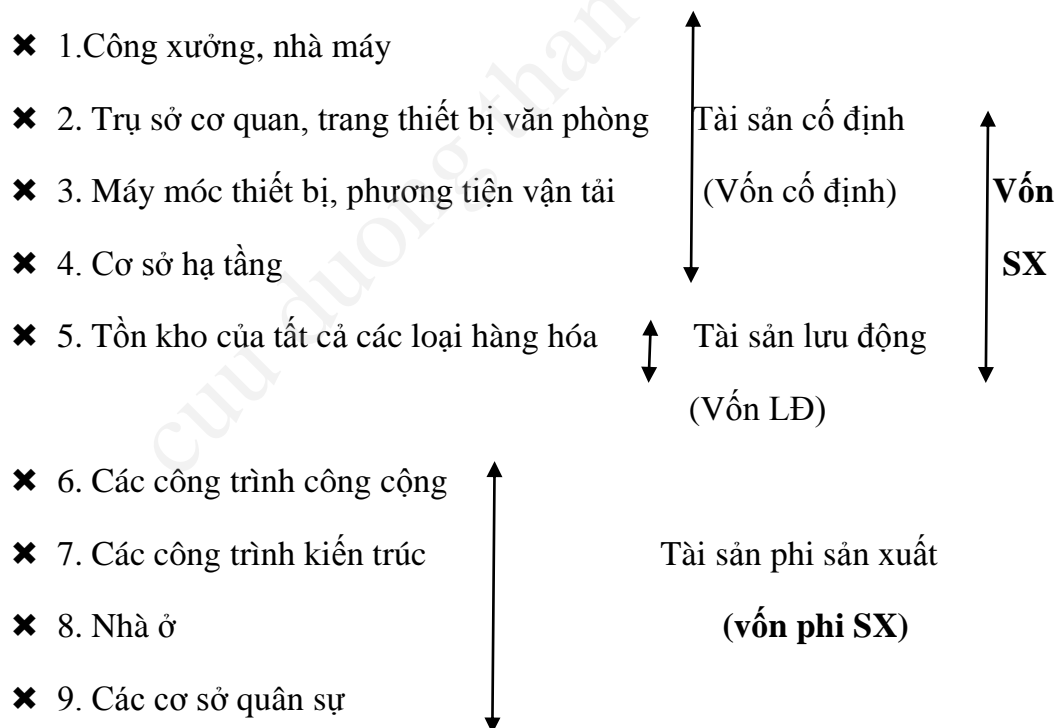 ✖ 1.Công xưởng, nhà máy
✖ 2. Trụ sở cơ quan, trang thiết bị văn phòng Tài sản cố định
✖ 3. Máy móc thiết bị, phương tiện vận tải (Vốn cố định) Vốn
✖ 4. Cơ sở hạ tầng SX
✖ 5. Tồn kho của tất cả các loại hàng hóa Tài sản lưu động
(Vốn LĐ)
✖ 6. Các công trình công cộng
✖ 7. Các công trình kiến trúc Tài sản phi sản xuất
✖ 8. Nhà ở (vốn phi SX)
✖ 9. Các cơ sở quân sự
cuu duong than